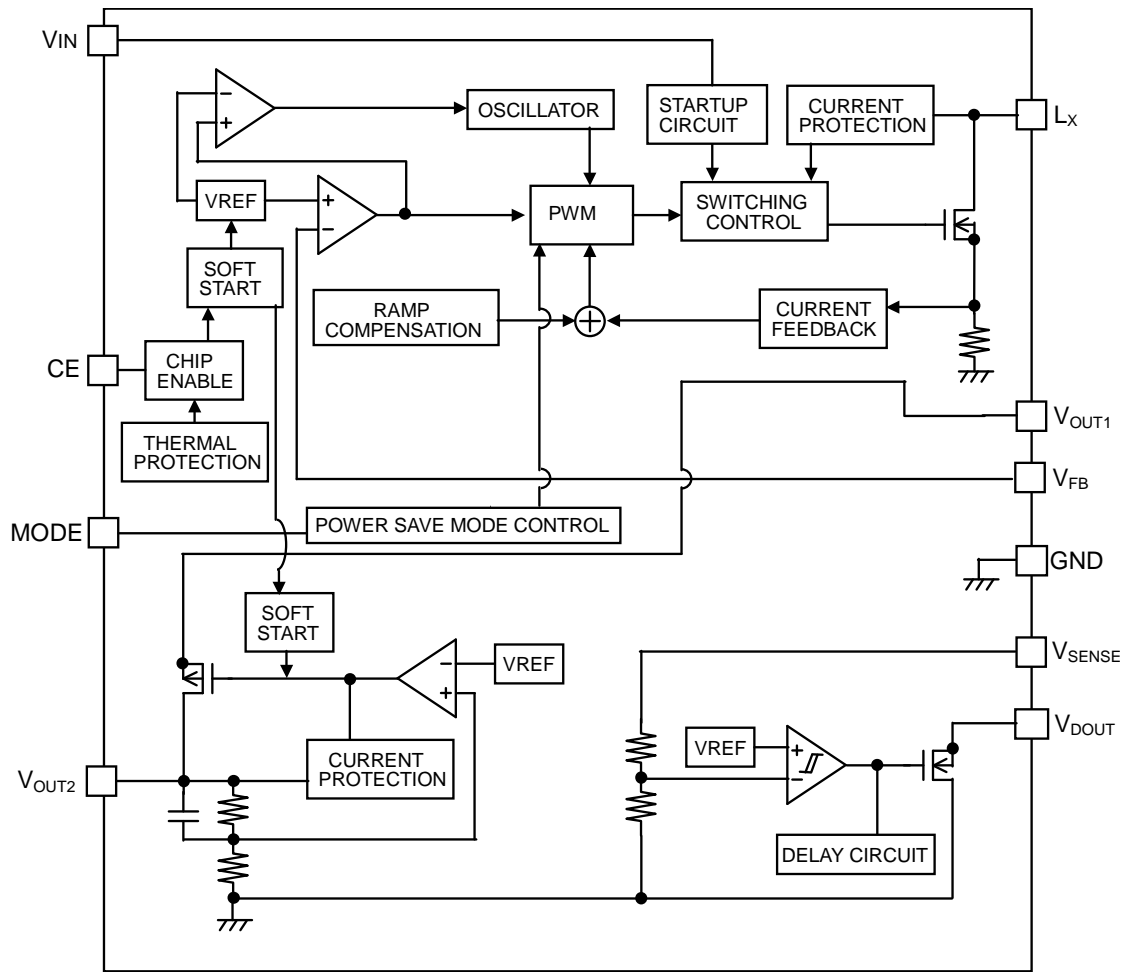 VIN
OSCILLATOR
STARTUP
CIRCUIT
CURRENT
PROTECTION
LX
−
+
VREF
+
−
PWM
SWITCHING
CONTROL
SOFT
START
RAMP
COMPENSATION
+
CURRENT
FEEDBACK
CE
CHIP
ENABLE
THERMAL
PROTECTION
VOUT1
VFB
MODE
POWER SAVE MODE CONTROL
GND
SOFT
START
−
+
VREF
VSENSE
VREF
+
−
VDOUT
VOUT2
CURRENT
PROTECTION
DELAY CIRCUIT